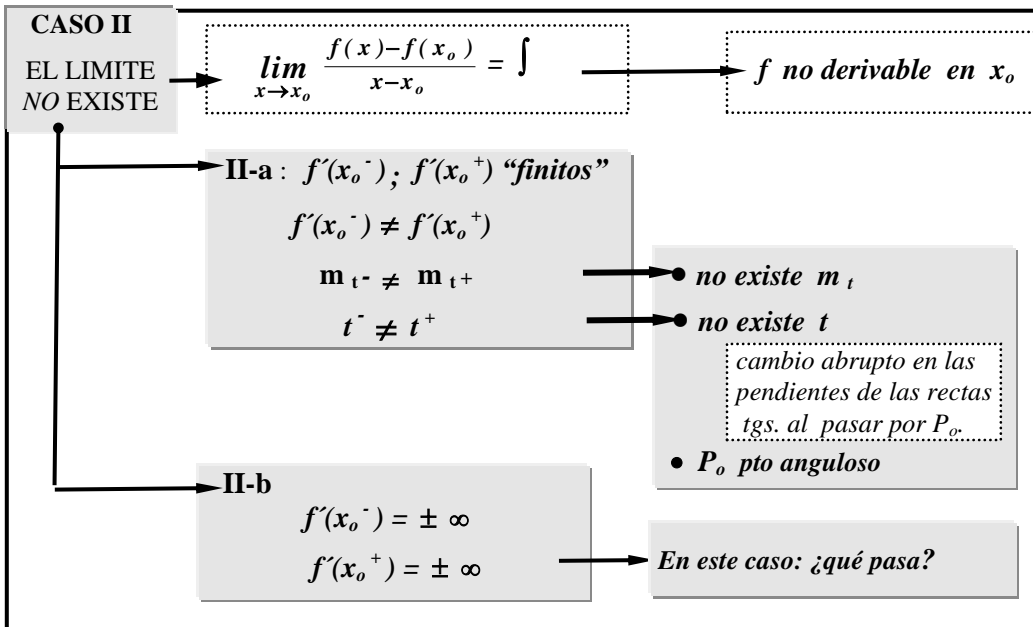 CASO II
EL LIMITE
NO EXISTE
lim x→xₒ f(x)−f(xₒ) / x−xₒ = ∫
f no derivable en xₒ
II-a : f´(xₒ⁻) ; f´(xₒ⁺) “finitos”
f´(xₒ⁻) ≠ f´(xₒ⁺)
m t⁻ ≠ m t+
t⁻ ≠ t⁺
• no existe m t
• no existe t
cambio abrupto en las
pendientes de las rectas
tgs. al pasar por Pₒ.
• Pₒ pto anguloso
II-b
f´(xₒ⁻) = ± ∞
f´(xₒ⁺) = ± ∞
En este caso: ¿qué pasa?